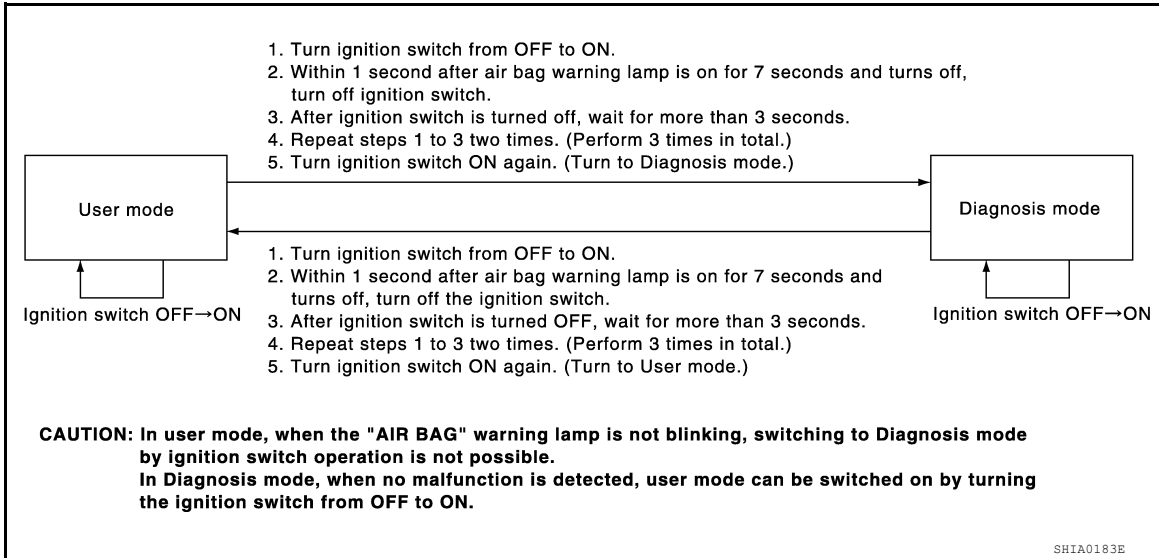 1. Turn ignition switch from OFF to ON.
2. Within 1 second after air bag warning lamp is on for 7 seconds and turns off,
turn off ignition switch.
3. After ignition switch is turned off, wait for more than 3 seconds.
4. Repeat steps 1 to 3 two times. (Perform 3 times in total.)
5. Turn ignition switch ON again. (Turn to Diagnosis mode.)
User mode
Diagnosis mode
1. Turn ignition switch from OFF to ON.
2. Within 1 second after air bag warning lamp is on for 7 seconds and
turns off, turn off the ignition switch.
3. After ignition switch is turned OFF, wait for more than 3 seconds.
4. Repeat steps 1 to 3 two times. (Perform 3 times in total.)
5. Turn ignition switch ON again. (Turn to User mode.)
Ignition switch OFF→ON
Ignition switch OFF→ON
CAUTION: In user mode, when the "AIR BAG" warning lamp is not blinking, switching to Diagnosis mode
by ignition switch operation is not possible.
In Diagnosis mode, when no malfunction is detected, user mode can be switched on by turning
the ignition switch from OFF to ON.
SHIA0183E